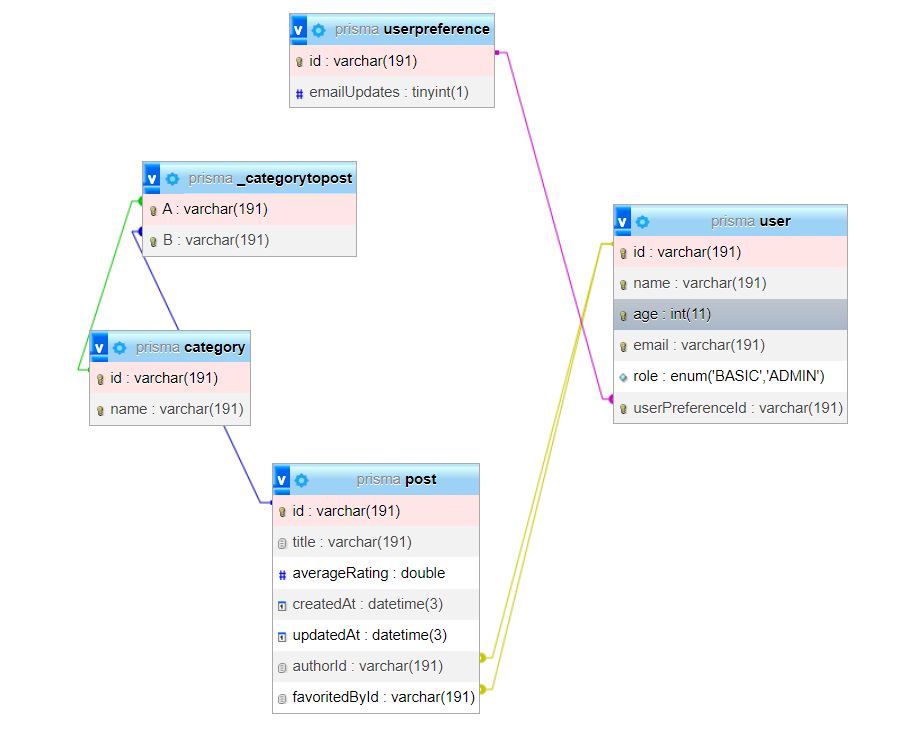 v prisma userpreference
id : varchar(191)
# emailUpdates : tinyint(1)
v prisma _categorytopost
A : varchar(191)
B : varchar(191)
v prisma user
id : varchar(191)
name : varchar(191)
age : int(11)
email : varchar(191)
role : enum('BASIC','ADMIN')
userPreferenceId : varchar(191)
v prisma category
id : varchar(191)
name : varchar(191)
v prisma post
id : varchar(191)
title : varchar(191)
# averageRating : double
createdAt : datetime(3)
updatedAt : datetime(3)
authorId : varchar(191)
favoritedById : varchar(191)